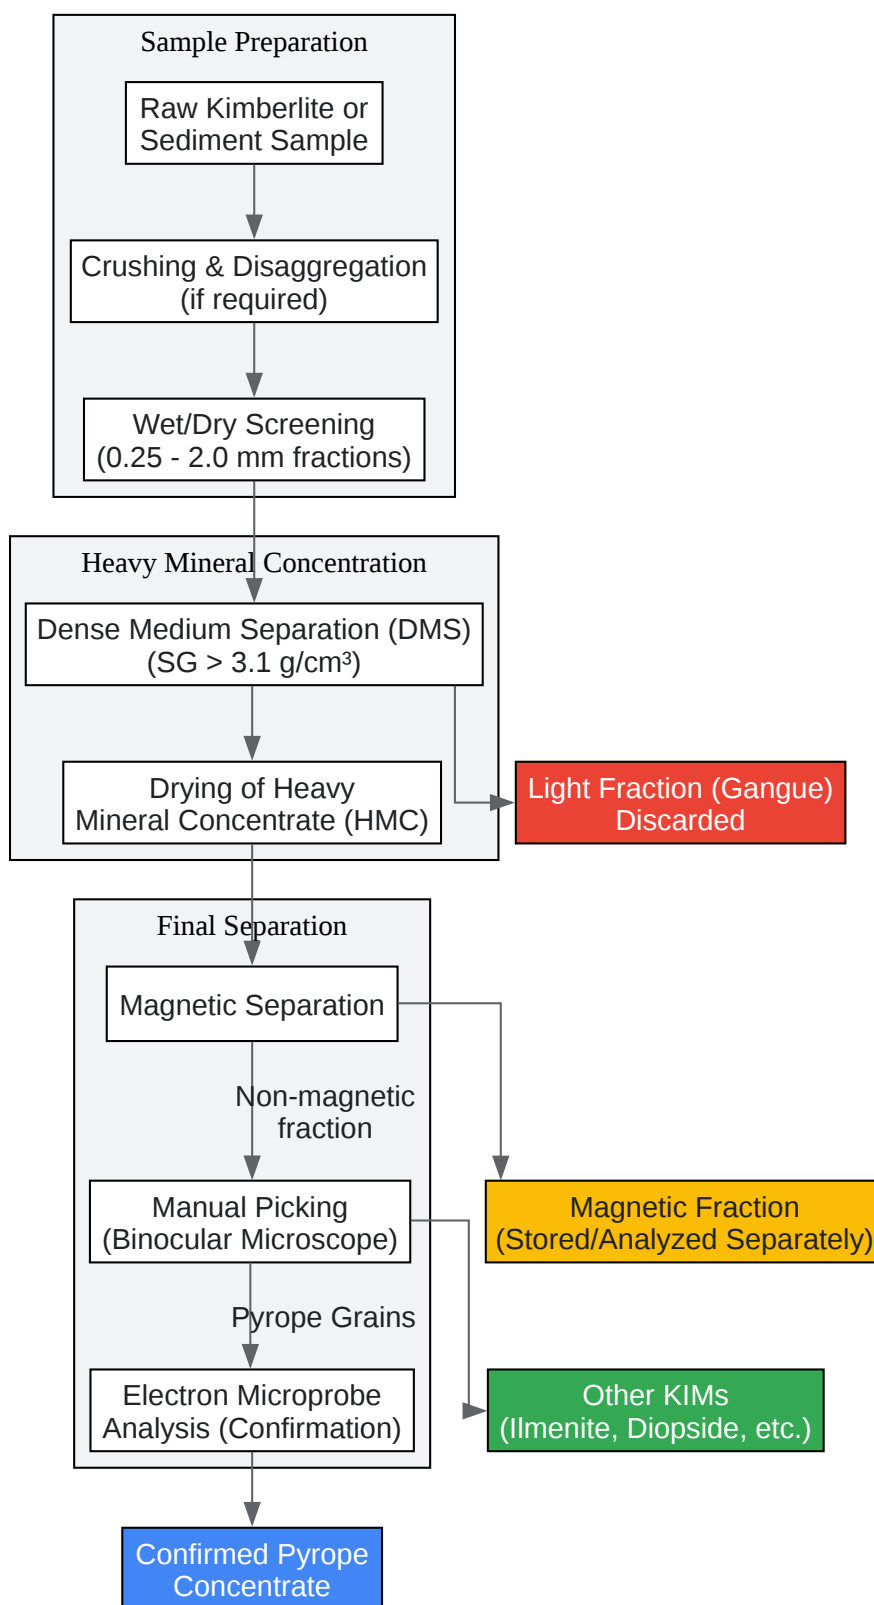 Sample Preparation
Raw Kimberlite or
Sediment Sample
Crushing & Disaggregation
(if required)
Wet/Dry Screening
(0.25 - 2.0 mm fractions)
Heavy Mineral Concentration
Dense Medium Separation (DMS)
(SG > 3.1 g/cm³)
Drying of Heavy
Mineral Concentrate (HMC)
Light Fraction (Gangue)
Discarded
Final Separation
Magnetic Separation
Non-magnetic
fraction
Manual Picking
(Binocular Microscope)
Magnetic Fraction
(Stored/Analyzed Separately)
Pyrope Grains
Electron Microprobe
Analysis (Confirmation)
Other KIMs
(Ilmenite, Diopside, etc.)
Confirmed Pyrope
Concentrate